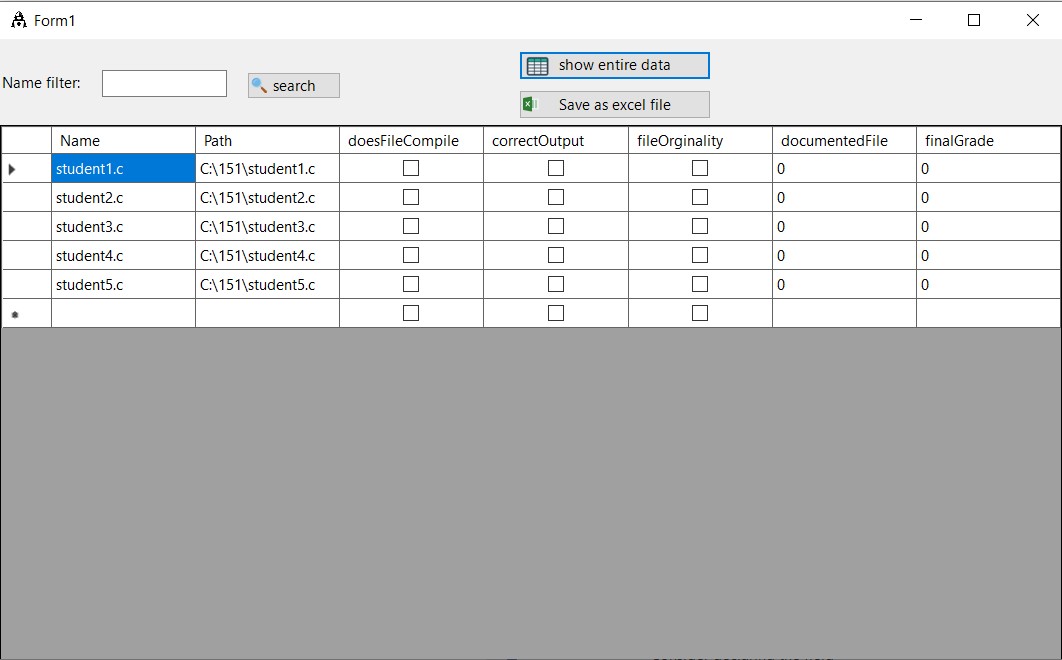 Form1
show entire data
Name filter: search
Save as excel file
Name Path doesFileCompile correctOutput fileOrginality documentedFile finalGrade
student1.c C:\151\student1.c 0 0
student2.c C:\151\student2.c 0 0
student3.c C:\151\student3.c 0 0
student4.c C:\151\student4.c 0 0
student5.c C:\151\student5.c 0 0